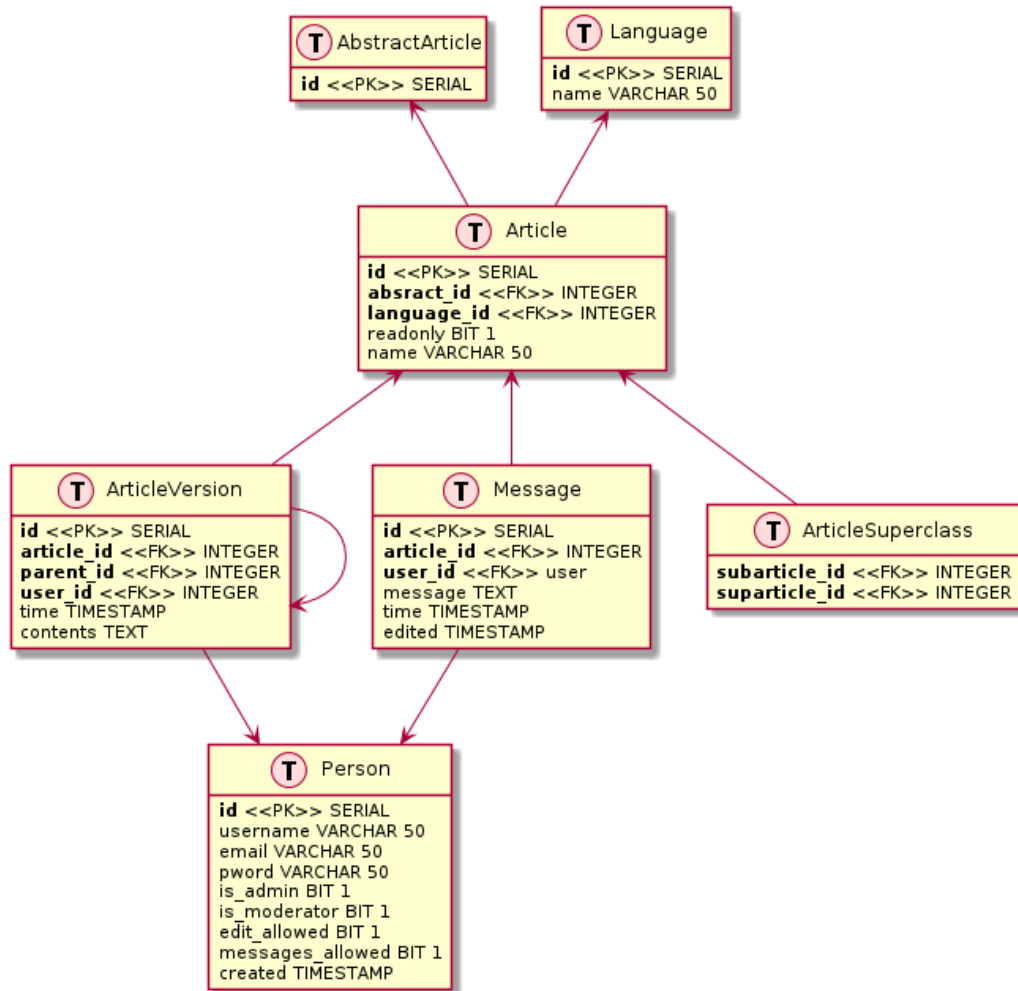 T AbstractArticle
id <<PK>> SERIAL
T Language
id <<PK>> SERIAL
name VARCHAR 50
T Article
id <<PK>> SERIAL
absract_id <<FK>> INTEGER
language_id <<FK>> INTEGER
readonly BIT 1
name VARCHAR 50
T ArticleVersion
id <<PK>> SERIAL
article_id <<FK>> INTEGER
parent_id <<FK>> INTEGER
user_id <<FK>> INTEGER
time TIMESTAMP
contents TEXT
T Message
id <<PK>> SERIAL
article_id <<FK>> INTEGER
user_id <<FK>> user
message TEXT
time TIMESTAMP
edited TIMESTAMP
T ArticleSuperclass
subarticle_id <<FK>> INTEGER
suparticle_id <<FK>> INTEGER
T Person
id <<PK>> SERIAL
username VARCHAR 50
email VARCHAR 50
pword VARCHAR 50
is_admin BIT 1
is_moderator BIT 1
edit_allowed BIT 1
messages_allowed BIT 1
created TIMESTAMP